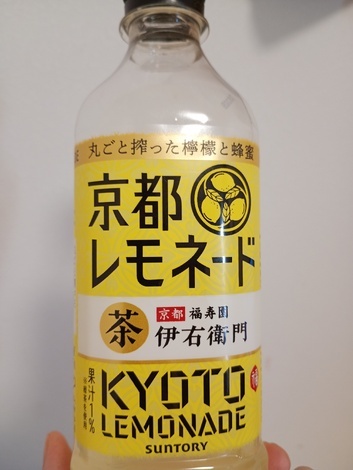 丸ごと搾った檸檬と蜂蜜
京都
レモネード
茶
京都 福寿園
伊右衛門
果汁1%
KYOTO
LEMONADE
SUNTORY